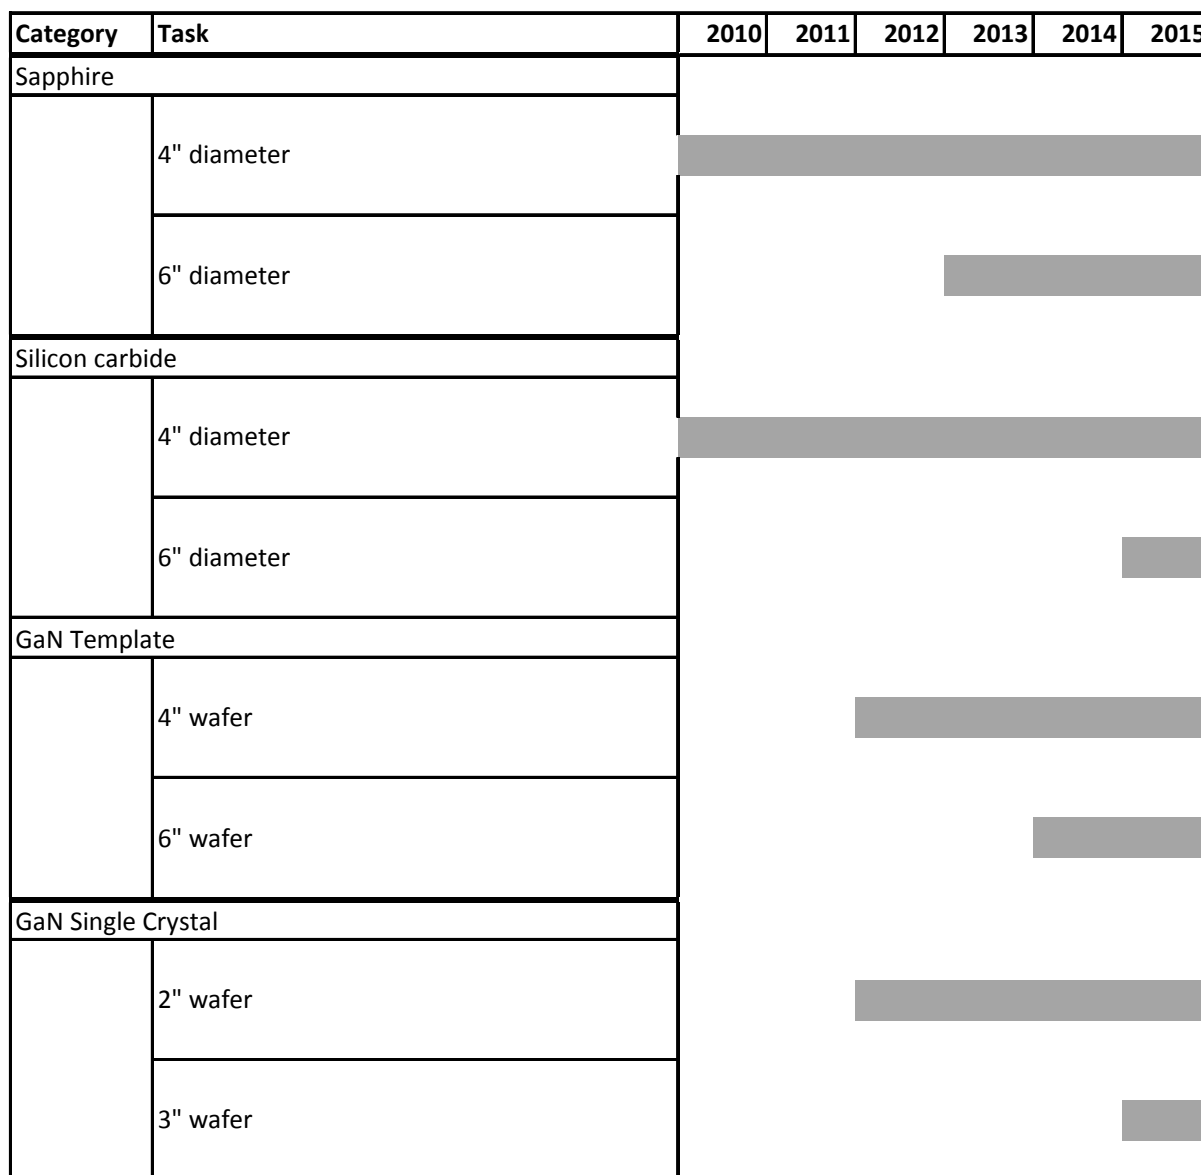 Category Task 2010 2011 2012 2013 2014 2015
Sapphire
4" diameter
6" diameter
Silicon carbide
4" diameter
6" diameter
GaN Template
4" wafer
6" wafer
GaN Single Crystal
2" wafer
3" wafer